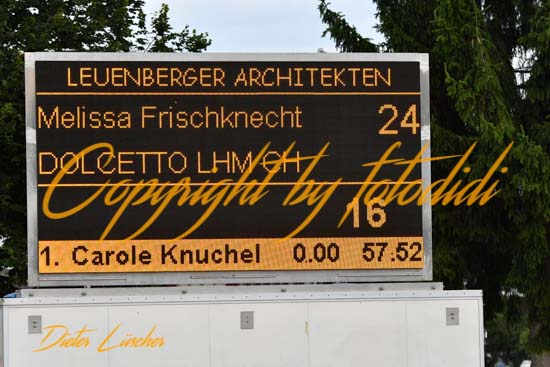 LEUENBERGER ARCHITEKTEN
Melissa Frischknecht 24
DOLCETTO LHM CH
Copyright by fotodidi
16
1. Carole Knuchel 0.00 57.52
Dieter Lüscher